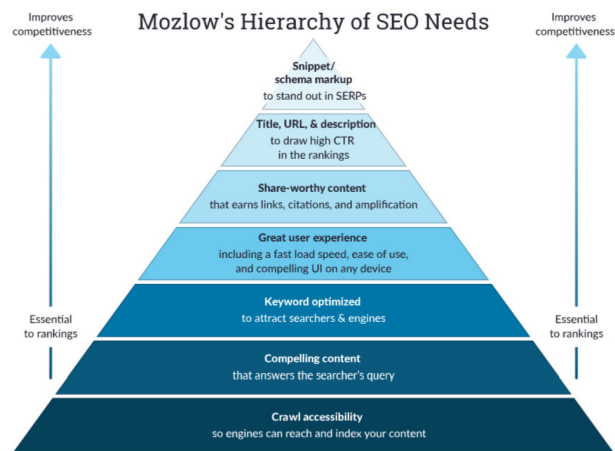 Mozlow's Hierarchy of SEO Needs
Improves
competitiveness
Improves
competitiveness
Snippet/
schema markup
to stand out in SERPs
Title, URL, & description
to draw high CTR
in the rankings
Share-worthy content
that earns links, citations, and amplification
Great user experience
including a fast load speed, ease of use,
and compelling UI on any device
Keyword optimized
to attract searchers & engines
Essential
to rankings
Essential
to rankings
Compelling content
that answers the searcher's query
Crawl accessibility
so engines can reach and index your content